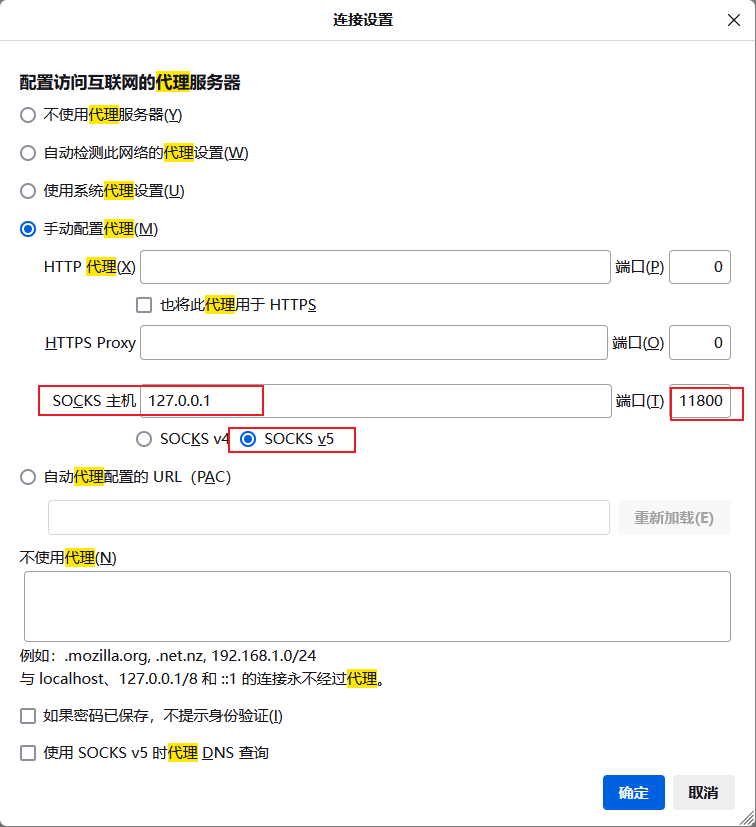 连接设置
配置访问互联网的代理服务器
不使用代理服务器(Y)
自动检测此网络的代理设置(W)
使用系统代理设置(U)
手动配置代理(M)
HTTP 代理(X) 端口(P) 0
也将此代理用于 HTTPS
HTTPS Proxy 端口(O) 0
SOCKS 主机 127.0.0.1 端口(T) 11800
SOCKS v4 SOCKS v5
自动代理配置的 URL（PAC）
重新加载(E)
不使用代理(N)
例如：.mozilla.org, .net.nz, 192.168.1.0/24
与 localhost、127.0.0.1/8 和 ::1 的连接永不经过代理。
如果密码已保存，不提示身份验证(I)
使用 SOCKS v5 时代理 DNS 查询
确定 取消